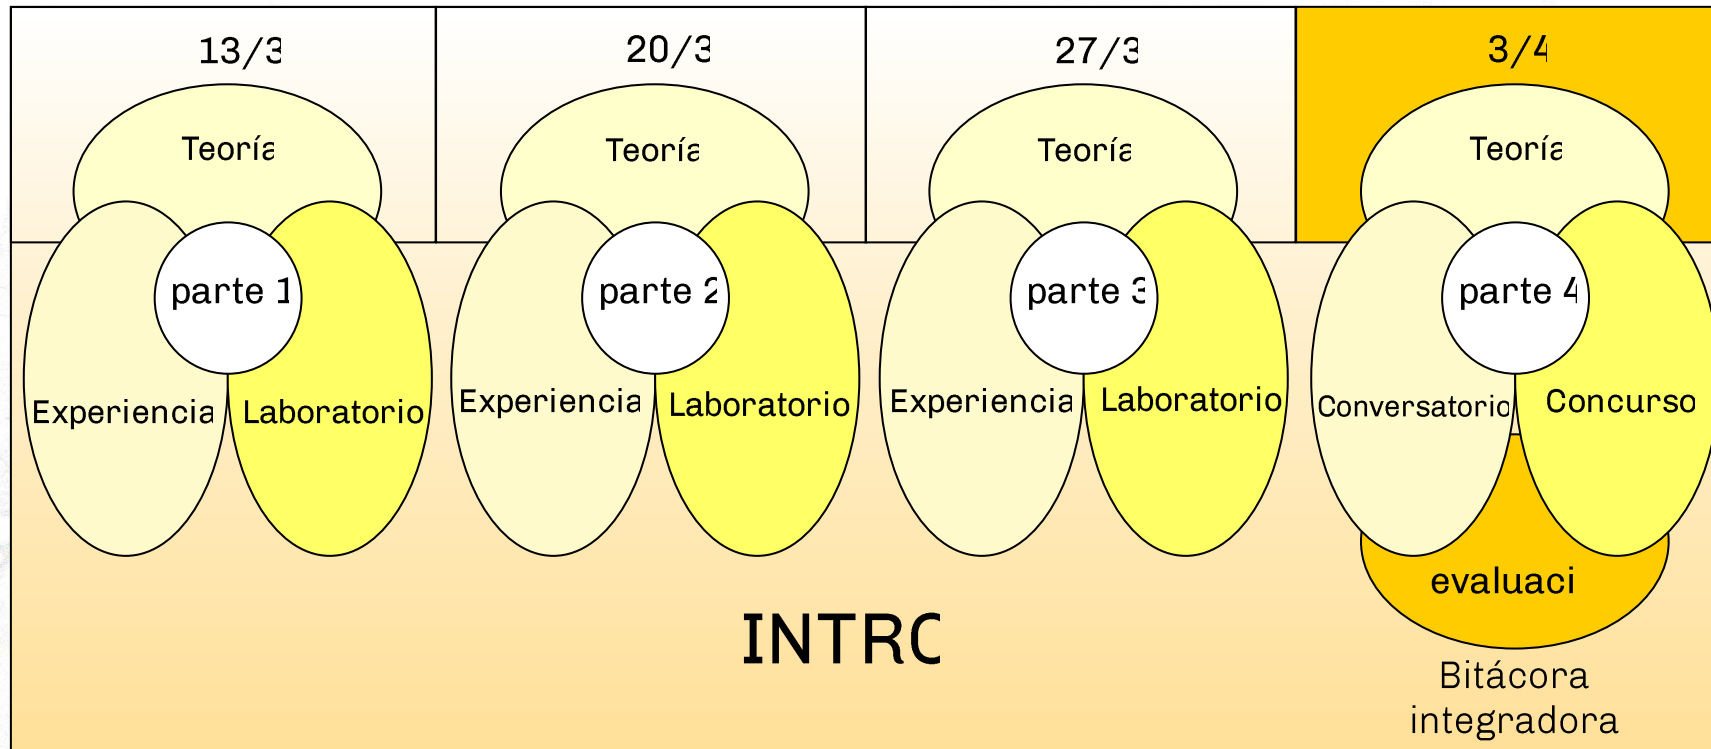 13/3
20/3
27/3
3/4
Teoría
Teoría
Teoría
Teoría
parte 1
parte 2
parte 3
parte 4
Experiencia
Laboratorio
Experiencia
Laboratorio
Experiencia
Laboratorio
Conversatorio
Concurso
evaluaci
INTRO
Bitácora
integradora